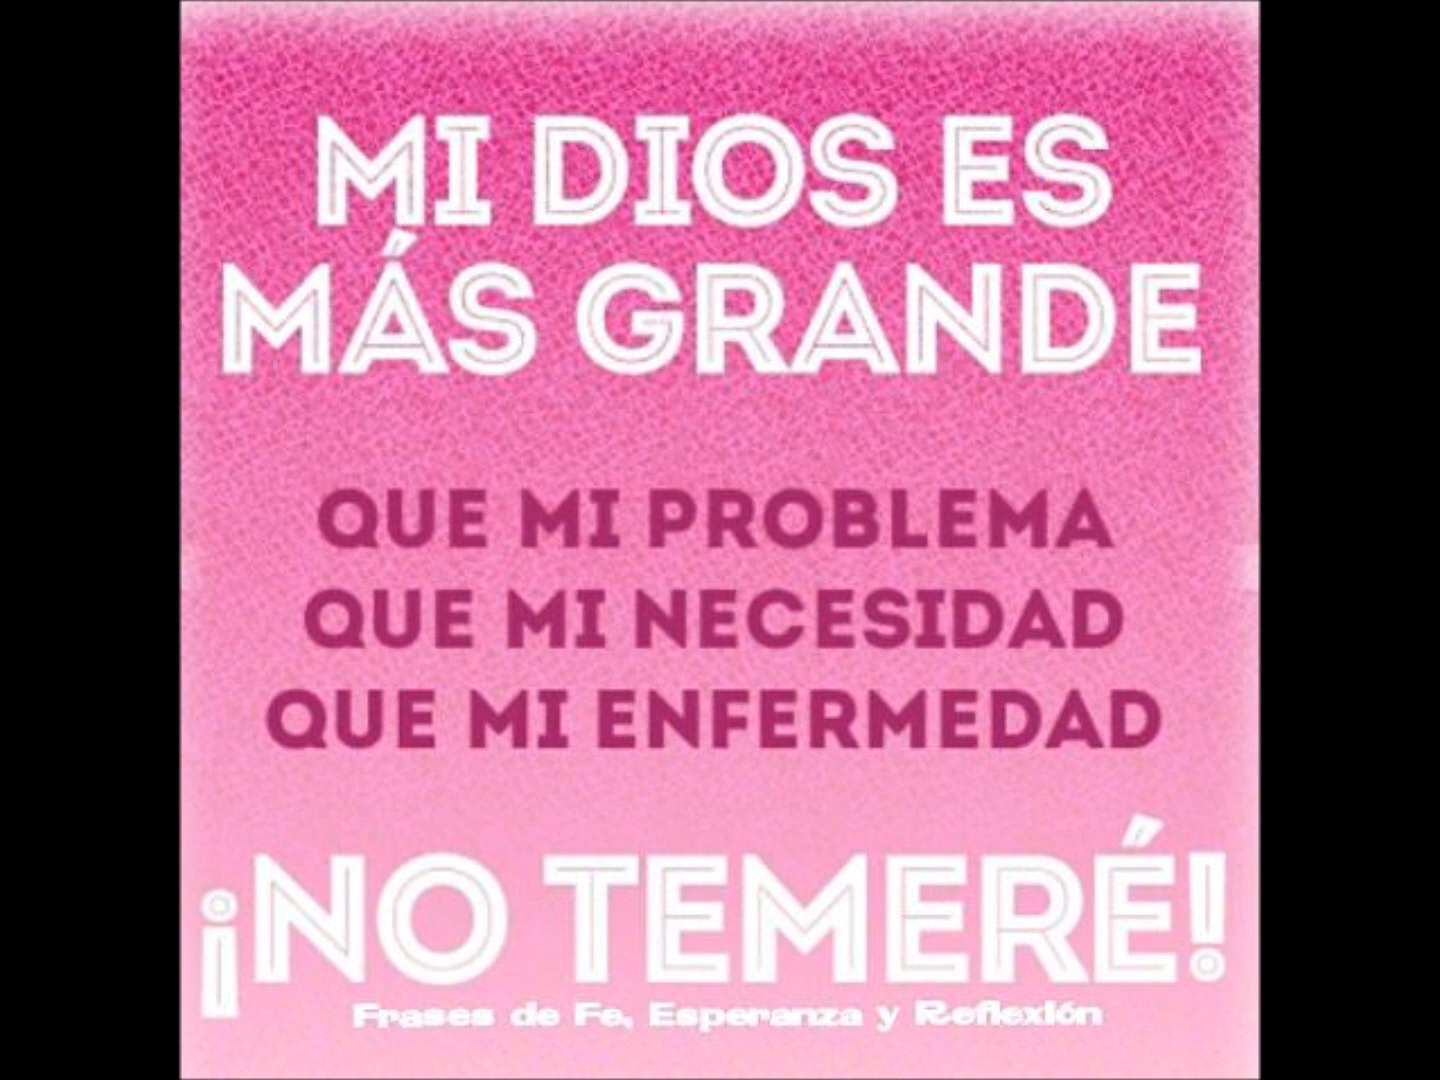 MI DIOS ES
MÁS GRANDE
QUE MI PROBLEMA
QUE MI NECESIDAD
QUE MI ENFERMEDAD
¡NO TEMERÉ!
Frases de Fe, Esperanza y Reflexión